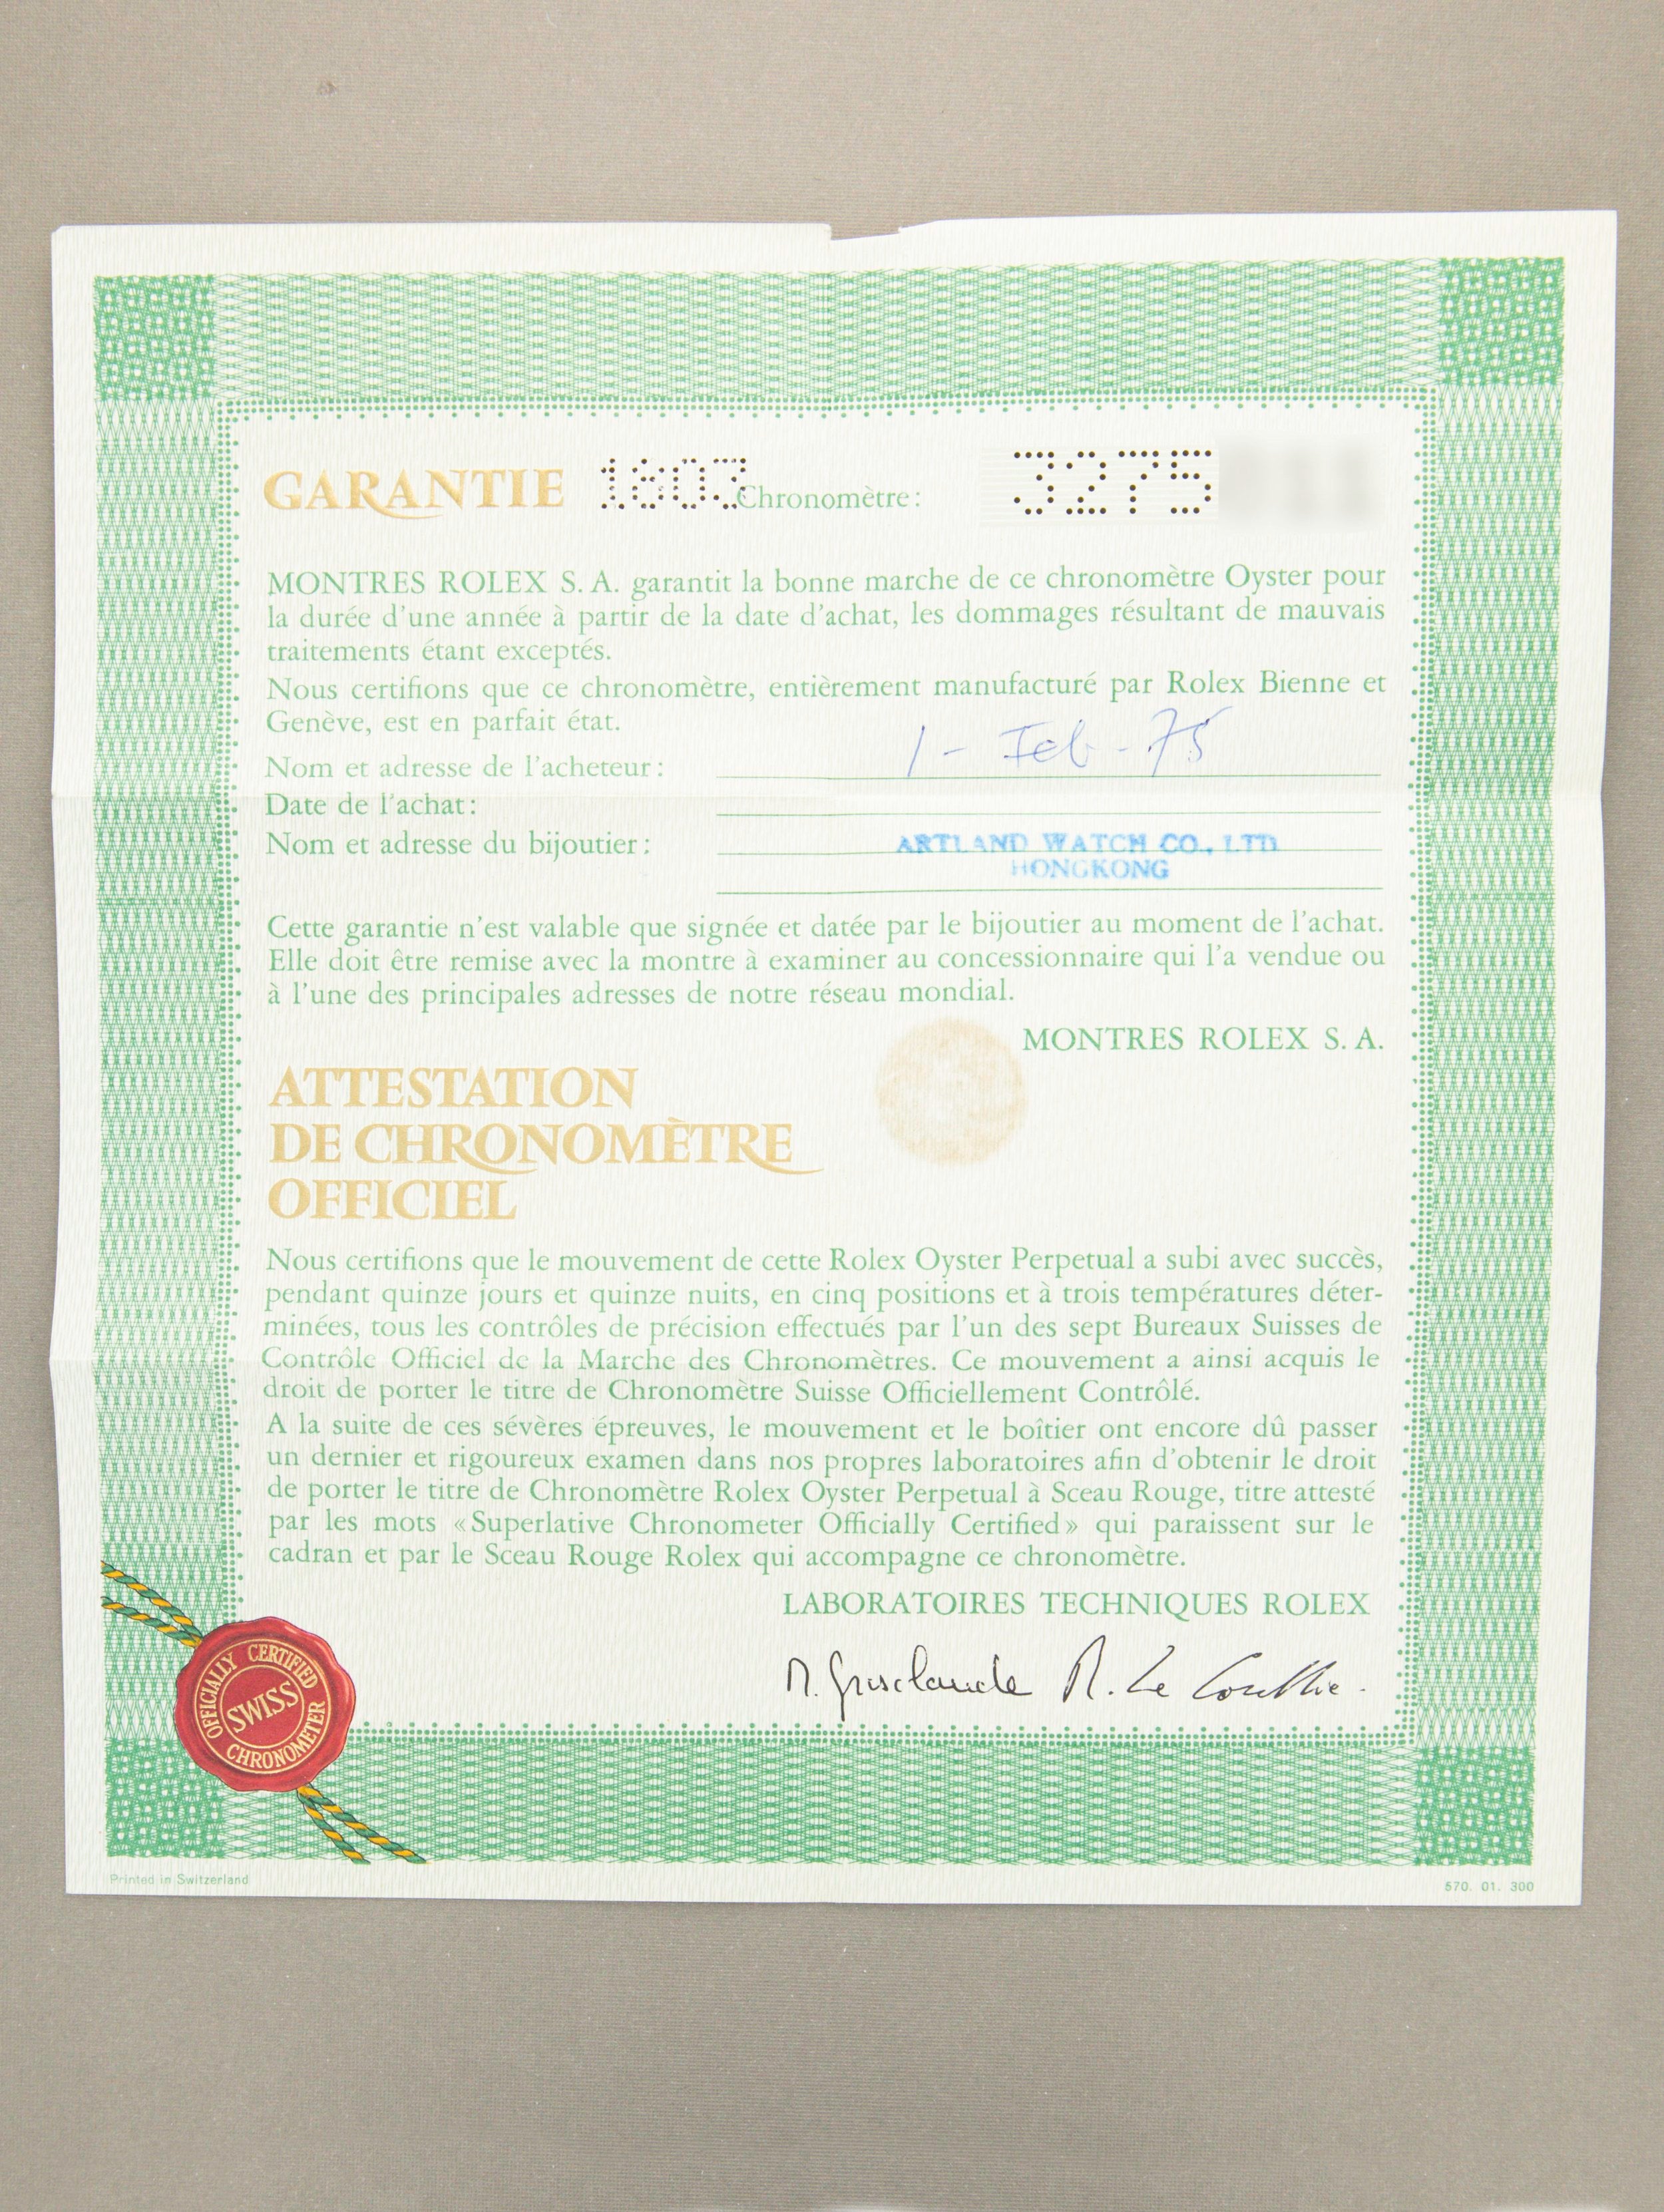 GARANTIE 1603 Chronomètre: 3275
MONTRES ROLEX S. A. garantit la bonne marche de ce chronomètre Oyster pour
la durée d'une année à partir de la date d'achat, les dommages résultant de mauvais
traitements étant exceptés.
Nous certifions que ce chronomètre, entièrement manufacturé par Rolex Bienne et
Genève, est en parfait état.
1 - Feb - 75
Nom et adresse de l'acheteur:
Date de l'achat:
Nom et adresse du bijoutier: ARTLAND WATCH CO., LTD
HONGKONG
Cette garantie n'est valable que signée et datée par le bijoutier au moment de l'achat.
Elle doit être remise avec la montre à examiner au concessionnaire qui l'a vendue ou
à l'une des principales adresses de notre réseau mondial.
MONTRES ROLEX S. A.
ATTESTATION
DE CHRONOMÈTRE
OFFICIEL
Nous certifions que le mouvement de cette Rolex Oyster Perpetual a subi avec succès,
pendant quinze jours et quinze nuits, en cinq positions et à trois températures déter-
minées, tous les contrôles de précision effectués par l'un des sept Bureaux Suisses de
Contrôle Officiel de la Marche des Chronomètres. Ce mouvement a ainsi acquis le
droit de porter le titre de Chronomètre Suisse Officiellement Contrôlé.
A la suite de ces sévères épreuves, le mouvement et le boîtier ont encore dû passer
un dernier et rigoureux examen dans nos propres laboratoires afin d'obtenir le droit
de porter le titre de Chronomètre Rolex Oyster Perpetual à Sceau Rouge, titre attesté
par les mots «Superlative Chronometer Officially Certified» qui paraissent sur le
cadran et par le Sceau Rouge Rolex qui accompagne ce chronomètre.
LABORATOIRES TECHNIQUES ROLEX
R. Le
OFFICIALLY CERTIFIED
SWISS
CHRONOMETER
Printed in Switzerland
570. 01. 300